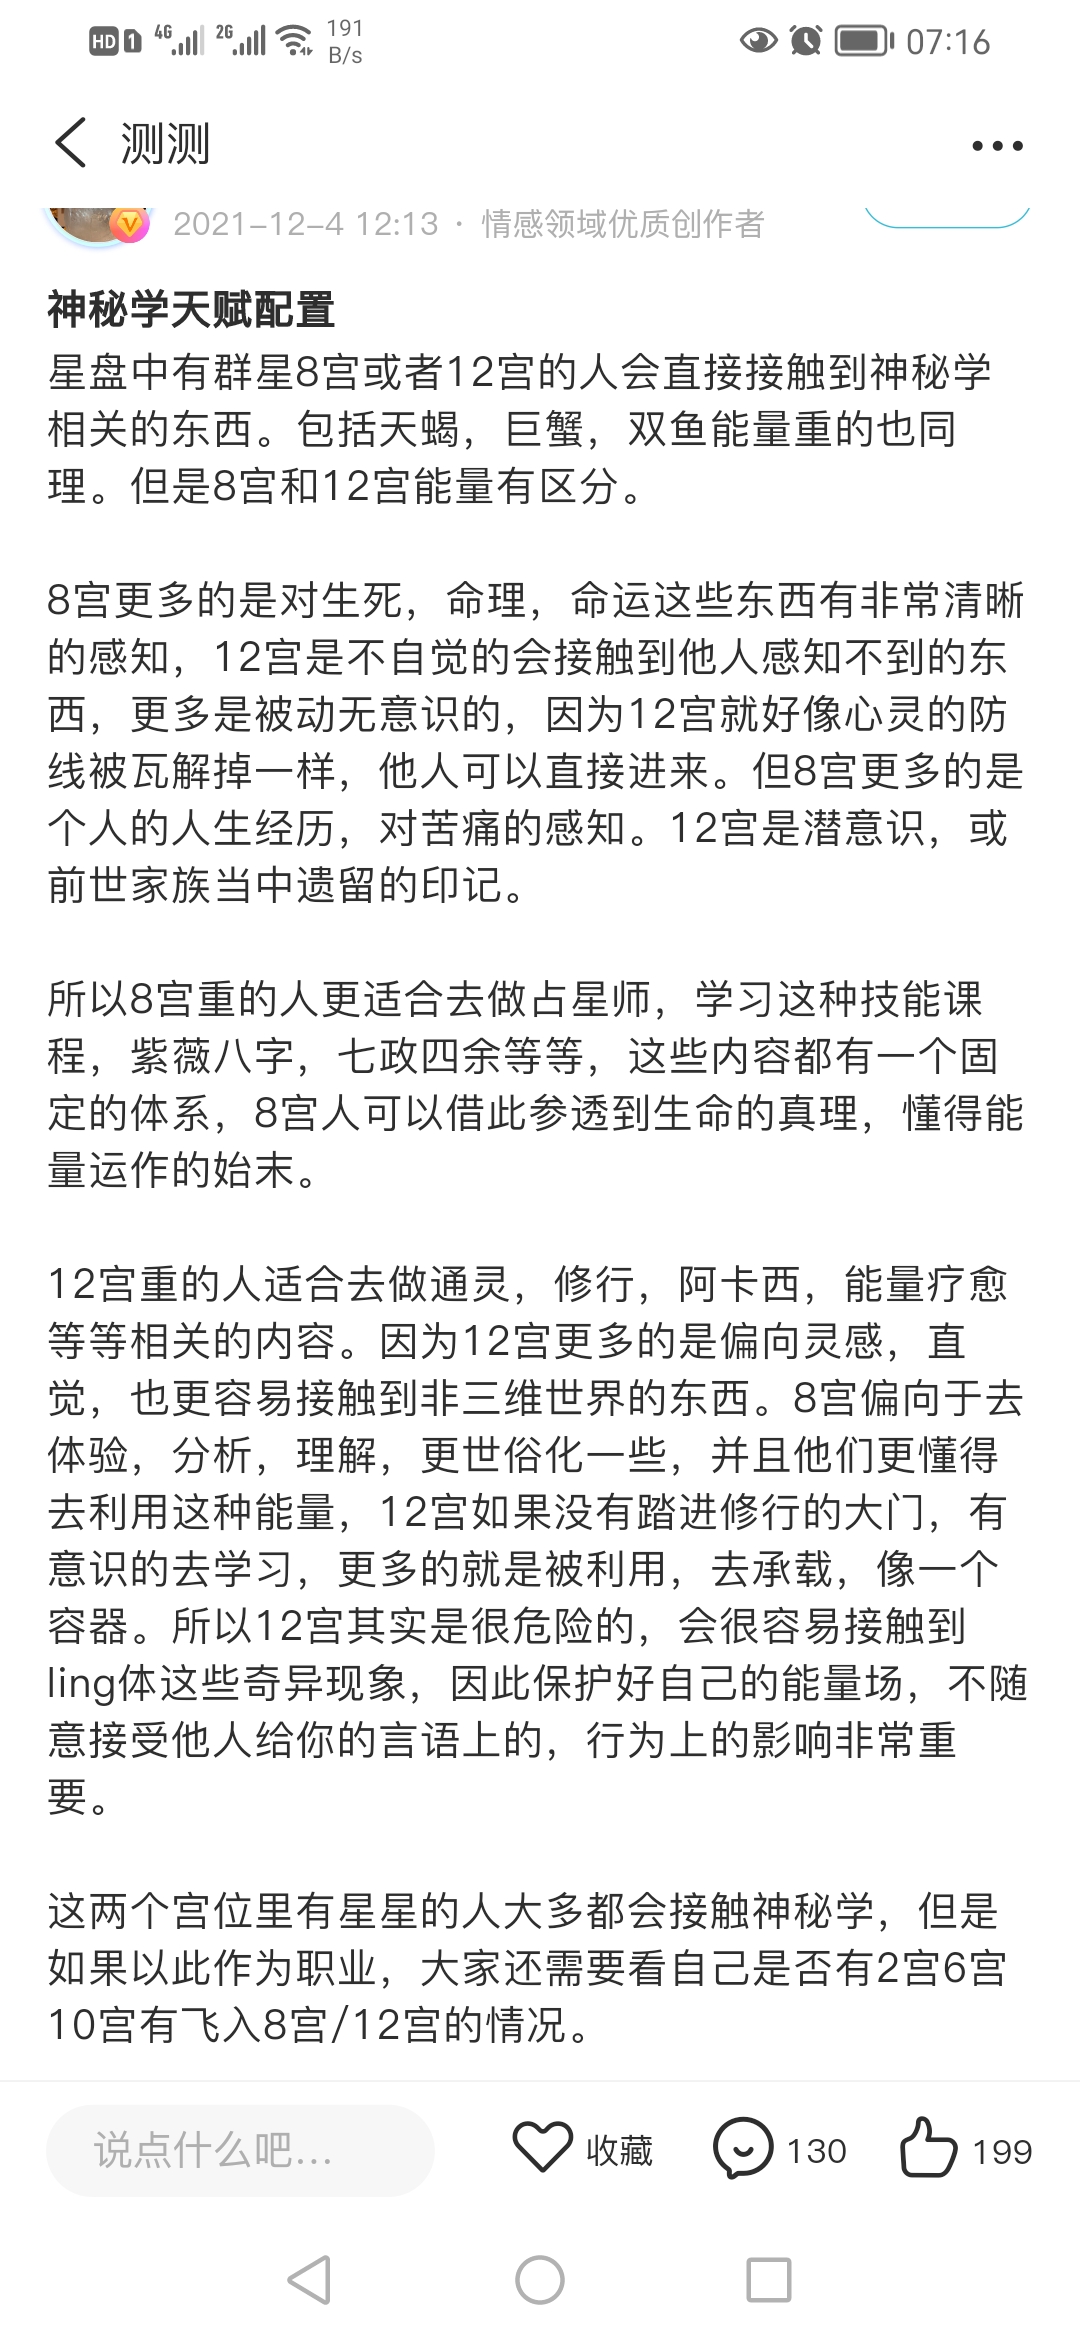 HD 1 4G 2G 191 B/s 07:16
测测
2021-12-4 12:13 · 情感领域优质创作者
神秘学天赋配置
星盘中有群星8宫或者12宫的人会直接接触到神秘学
相关的东西。包括天蝎，巨蟹，双鱼能量重的也同
理。但是8宫和12宫能量有区分。
8宫更多的是对生死，命理，命运这些东西有非常清晰
的感知，12宫是不自觉的会接触到他人感知不到的东
西，更多是被动无意识的，因为12宫就好像心灵的防
线被瓦解掉一样，他人可以直接进来。但8宫更多的是
个人的人生经历，对苦痛的感知。12宫是潜意识，或
前世家族当中遗留的印记。
所以8宫重的人更适合去做占星师，学习这种技能课
程，紫薇八字，七政四余等等，这些内容都有一个固
定的体系，8宫人可以借此参透到生命的真理，懂得能
量运作的始末。
12宫重的人适合去做通灵，修行，阿卡西，能量疗愈
等等相关的内容。因为12宫更多的是偏向灵感，直
觉，也更容易接触到非三维世界的东西。8宫偏向于去
体验，分析，理解，更世俗化一些，并且他们更懂得
去利用这种能量，12宫如果没有踏进修行的大门，有
意识的去学习，更多的就是被利用，去承载，像一个
容器。所以12宫其实是很危险的，会很容易接触到
ling体这些奇异现象，因此保护好自己的能量场，不随
意接受他人给你的言语上的，行为上的影响非常重
要。
这两个宫位里有星星的人大多都会接触神秘学，但是
如果以此作为职业，大家还需要看自己是否有2宫6宫
10宫有飞入8宫/12宫的情况。
说点什么吧... 收藏 130 199